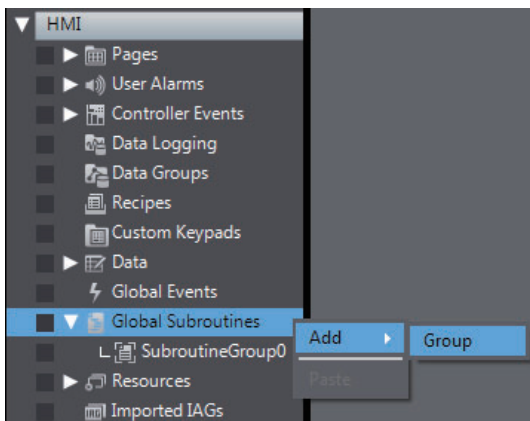 HMI
Pages
User Alarms
Controller Events
Data Logging
Data Groups
Recipes
Custom Keypads
Data
Global Events
Global Subroutines
Add
Group
SubroutineGroup0
Paste
Resources
Imported IAGs